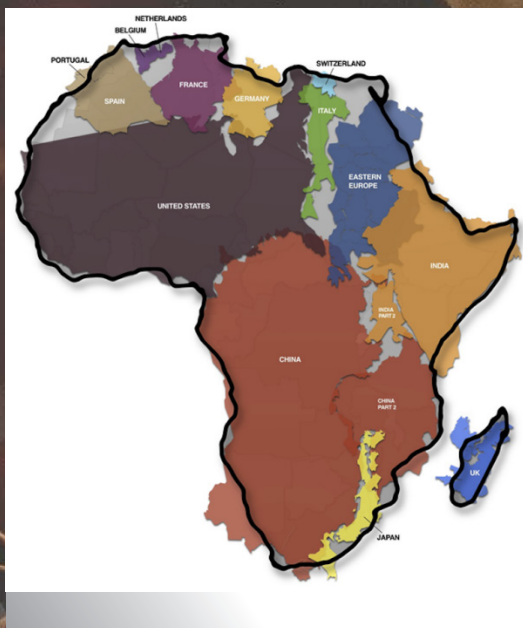 NETHERLANDS
BELGIUM
PORTUGAL
SWITZERLAND
FRANCE
SPAIN
GERMANY
ITALY
EASTERN
EUROPE
UNITED STATES
INDIA
INDIA
PART 2
CHINA
CHINA
PART 2
UK
JAPAN